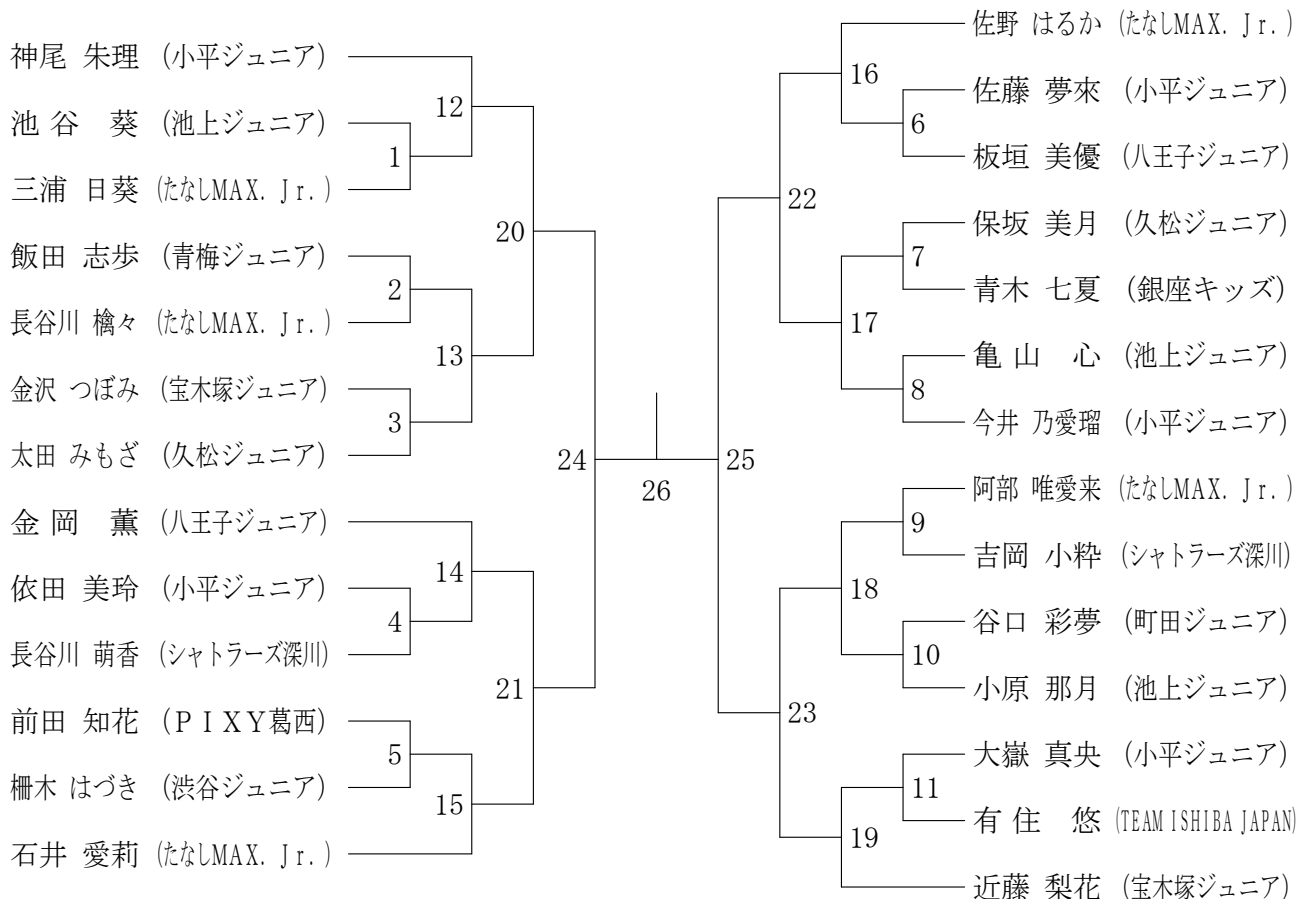 神尾 朱理 (小平ジュニア)
池谷 葵 (池上ジュニア)
三浦 日葵 (たなしMAX. Jr.)
飯田 志歩 (青梅ジュニア)
長谷川 檎々 (たなしMAX. Jr.)
金沢 つぼみ (宝木塚ジュニア)
太田 みもざ (久松ジュニア)
金岡 薫 (八王子ジュニア)
依田 美玲 (小平ジュニア)
長谷川 萌香 (シャトラーズ深川)
前田 知花 (ＰＩＸＹ葛西)
柵木 はづき (渋谷ジュニア)
石井 愛莉 (たなしMAX. Jr.)
1
2
3
4
5
12
13
14
15
20
21
24
26
25
22
23
16
17
18
19
6
7
8
9
10
11
佐野 はるか (たなしMAX. Jr.)
佐藤 夢來 (小平ジュニア)
板垣 美優 (八王子ジュニア)
保坂 美月 (久松ジュニア)
青木 七夏 (銀座キッズ)
亀山 心 (池上ジュニア)
今井 乃愛瑠 (小平ジュニア)
阿部 唯愛来 (たなしMAX. Jr.)
吉岡 小粋 (シャトラーズ深川)
谷口 彩夢 (町田ジュニア)
小原 那月 (池上ジュニア)
大嶽 真央 (小平ジュニア)
有住 悠 (TEAM ISHIBA JAPAN)
近藤 梨花 (宝木塚ジュニア)